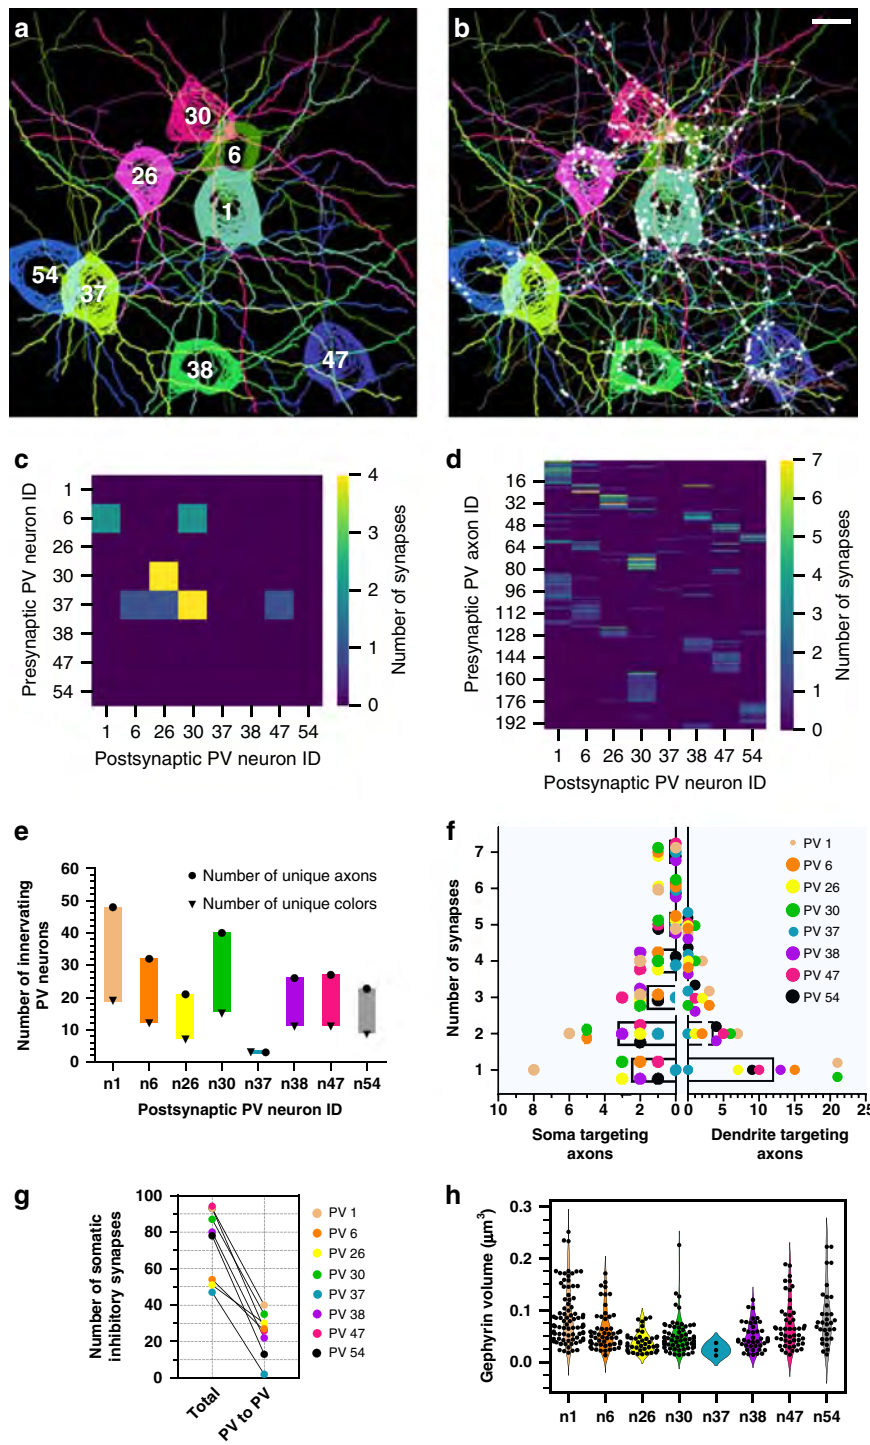 a
30
6
26
1
54
37
38
47
b
c
Presynaptic PV neuron ID
1
6
26
30
37
38
47
54
1 6 26 30 37 38 47 54
Postsynaptic PV neuron ID
4
3
2
1
0
Number of synapses
d
Presynaptic PV axon ID
16
32
48
64
80
96
112
128
144
160
176
192
1 6 26 30 37 38 47 54
Postsynaptic PV neuron ID
7
6
5
4
3
2
1
0
Number of synapses
e
Number of innervating
PV neurons
60
50
40
30
20
10
0
Number of unique axons
Number of unique colors
n1 n6 n26 n30 n37 n38 n47 n54
Postsynaptic PV neuron ID
f
Number of synapses
7
6
5
4
3
2
1
10 8 6 4 2 0 0 5 10 15 20 25
Soma targeting
axons
Dendrite targeting
axons
PV 1
PV 6
PV 26
PV 30
PV 37
PV 38
PV 47
PV 54
g
Number of somatic
inhibitory synapses
100
80
60
40
20
0
Total
PV to PV
PV 1
PV 6
PV 26
PV 30
PV 37
PV 38
PV 47
PV 54
h
Gephyrin volume (μm³)
0.3
0.2
0.1
0.0
n1 n6 n26 n30 n37 n38 n47 n54